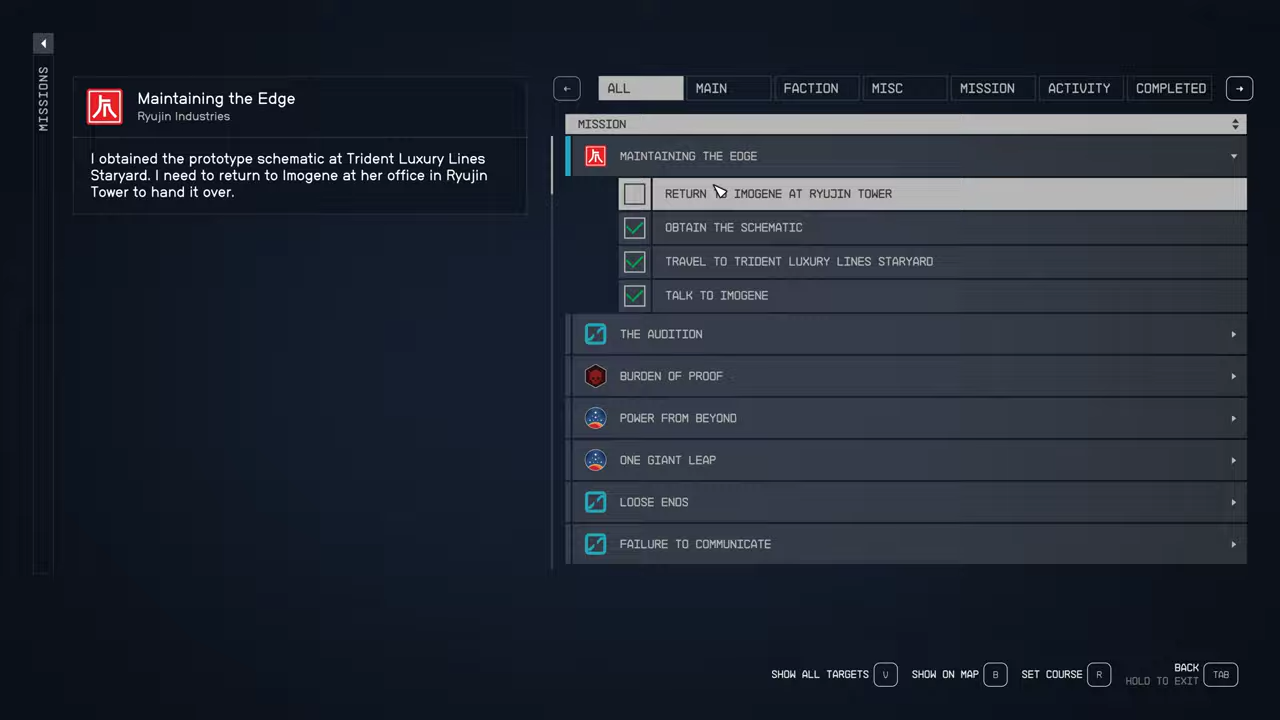 MISSIONS
Maintaining the Edge
Ryujin Industries
I obtained the prototype schematic at Trident Luxury Lines
Staryard. I need to return to Imogene at her office in Ryujin
Tower to hand it over.
ALL
MAIN
FACTION
MISC
MISSION
ACTIVITY
COMPLETED
MISSION
MAINTAINING THE EDGE
RETURN TO IMOGENE AT RYUJIN TOWER
OBTAIN THE SCHEMATIC
TRAVEL TO TRIDENT LUXURY LINES STARYARD
TALK TO IMOGENE
THE AUDITION
BURDEN OF PROOF
POWER FROM BEYOND
ONE GIANT LEAP
LOOSE ENDS
FAILURE TO COMMUNICATE
SHOW ALL TARGETS V
SHOW ON MAP B
SET COURSE R
BACK
HOLD TO EXIT
TAB